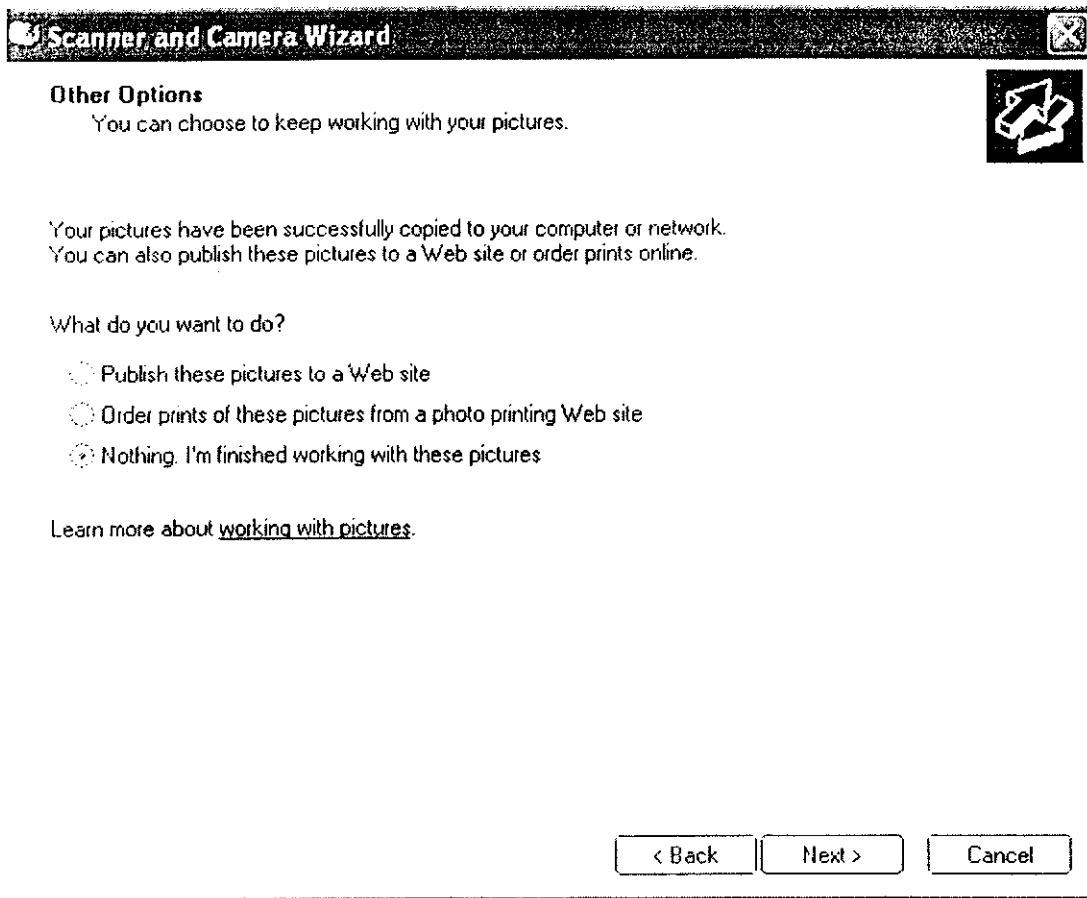 Scanner and Camera Wizard
Other Options
You can choose to keep working with your pictures.
Your pictures have been successfully copied to your computer or network.
You can also publish these pictures to a Web site or order prints online.
What do you want to do?
Publish these pictures to a Web site
Order prints of these pictures from a photo printing Web site
Nothing. I'm finished working with these pictures
Learn more about working with pictures.
< Back Next > Cancel